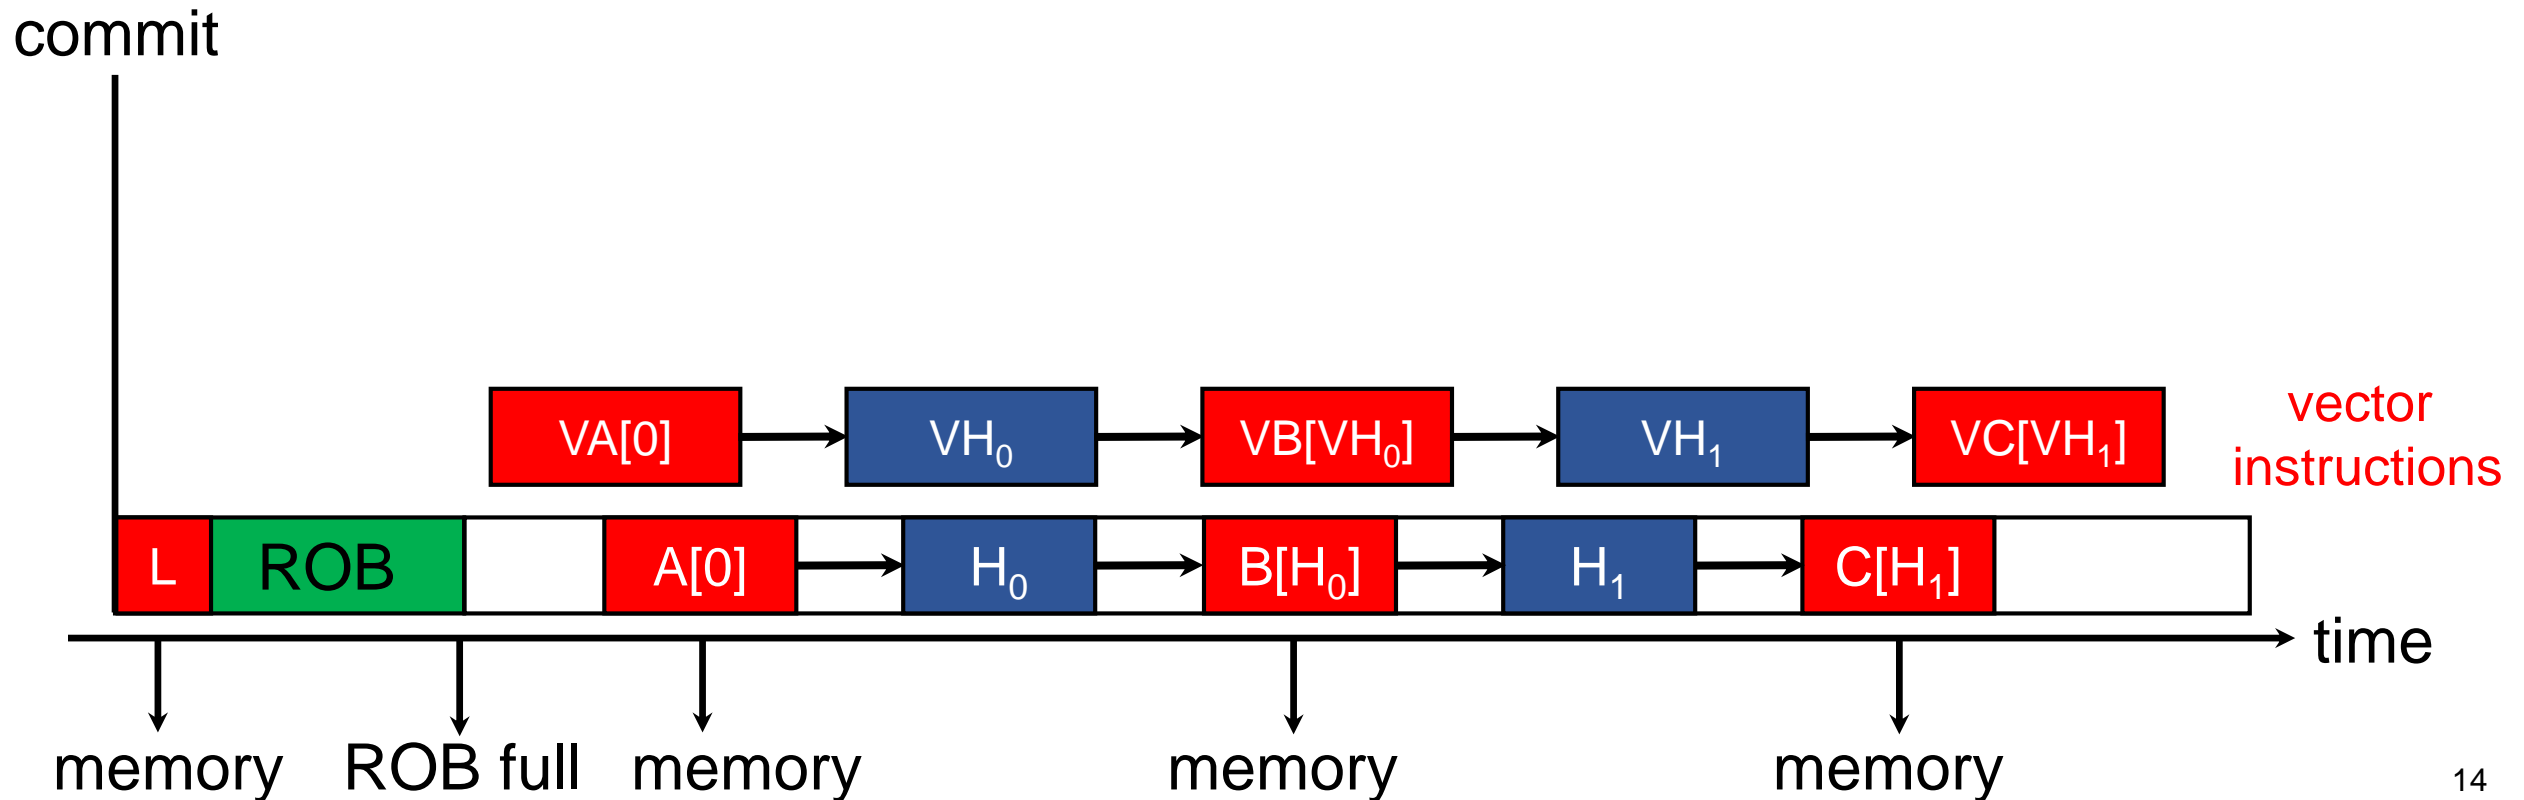 commit
VA[0] VH₀ VB[VH₀] VH₁ VC[VH₁] vector
instructions
L ROB A[0] H₀ B[H₀] H₁ C[H₁]
time
memory ROB full memory memory memory
14